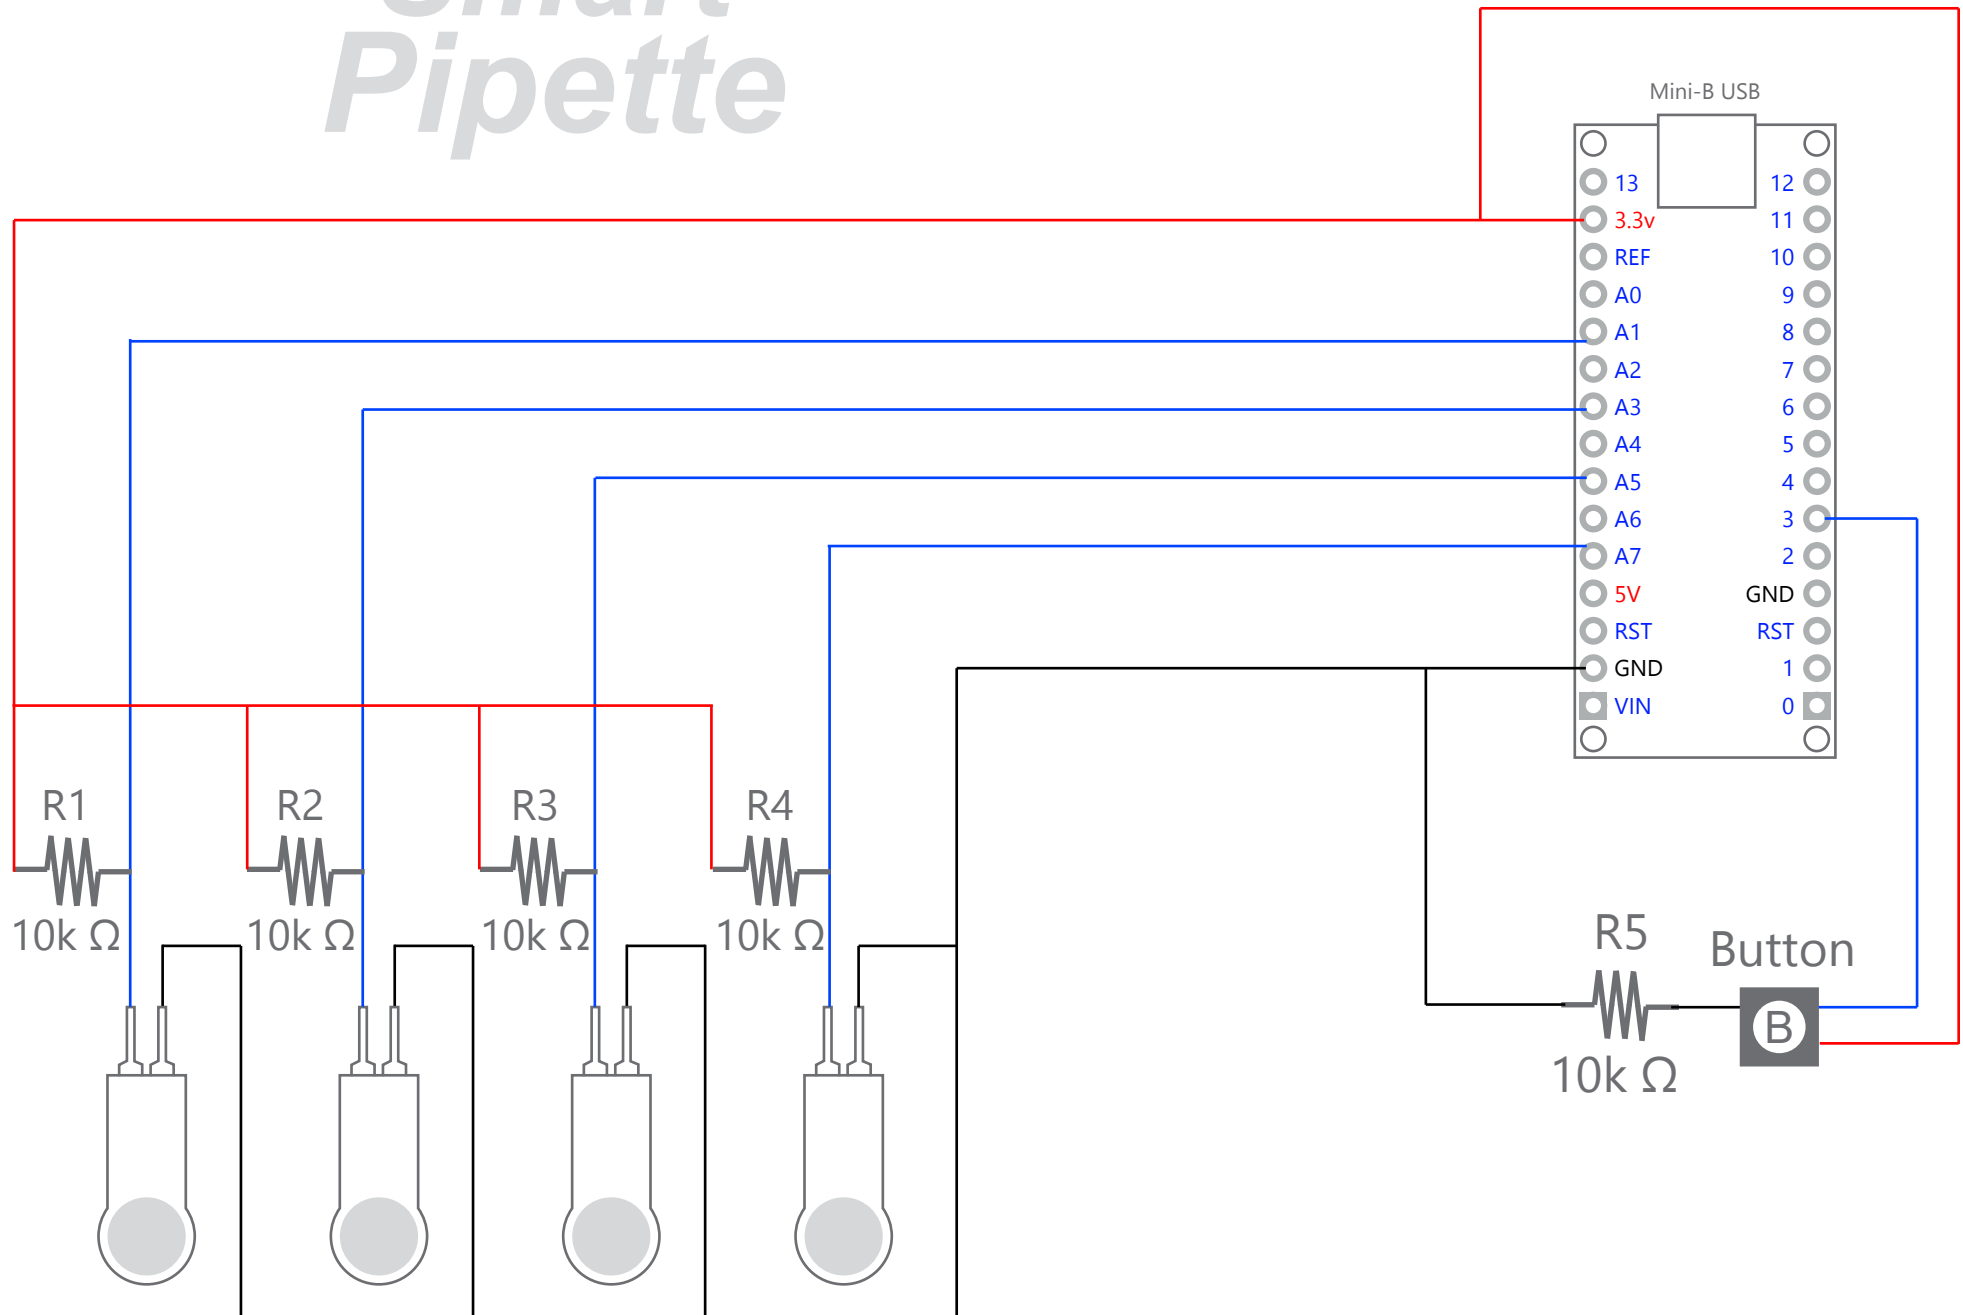 Smart
Pipette
Mini-B USB
13 12
3.3v 11
REF 10
A0 9
A1 8
A2 7
A3 6
A4 5
A5 4
A6 3
A7 2
5V GND
RST RST
GND 1
VIN 0
R1 R2 R3 R4
10k Ω 10k Ω 10k Ω 10k Ω
R5
Button
B
10k Ω